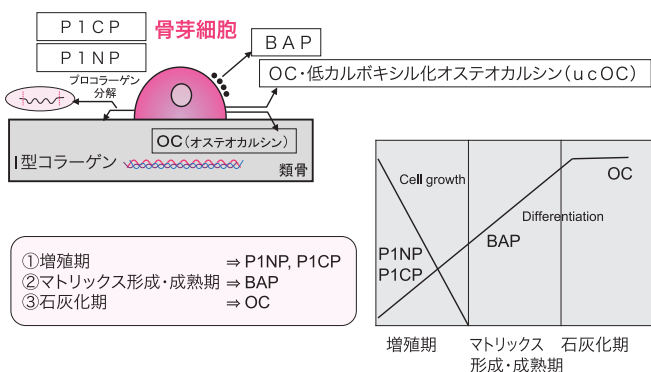 P1CP
骨芽細胞
P1NP
BAP
プロコラーゲン
分解
OC・低カルボキシル化オステオカルシン(ucOC)
OC(オステオカルシン)
I型コラーゲン
類骨
Cell growth
OC
Differentiation
BAP
P1NP
P1CP
増殖期
マトリックス
形成・成熟期
石灰化期
①増殖期 ⇒ P1NP, P1CP
②マトリックス形成・成熟期 ⇒ BAP
③石灰化期 ⇒ OC